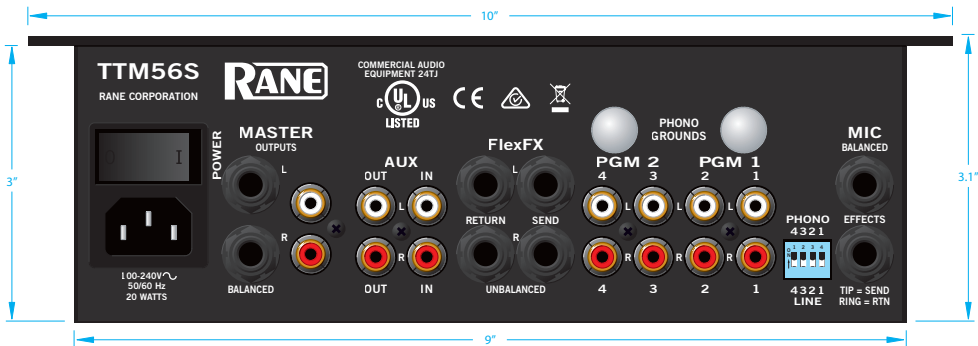 10"
TTM56S
RANE CORPORATION
RANE
COMMERCIAL AUDIO
EQUIPMENT 24TJ
C UL US
LISTED
CE
3"
3.1"
O I
POWER
MASTER
OUTPUTS
L
R
BALANCED
100-240V
50/60 Hz
20 WATTS
AUX
OUT IN
L
R
OUT IN
FlexFX
L
RETURN SEND
R
UNBALANCED
PHONO
GROUNDS
PGM 2 PGM 1
4 3 2 1
L L
R R
4 3 2 1
MIC
BALANCED
EFFECTS
PHONO
4321
ON
1 2 3 4
4321
LINE
TIP = SEND
RING = RTN
9"